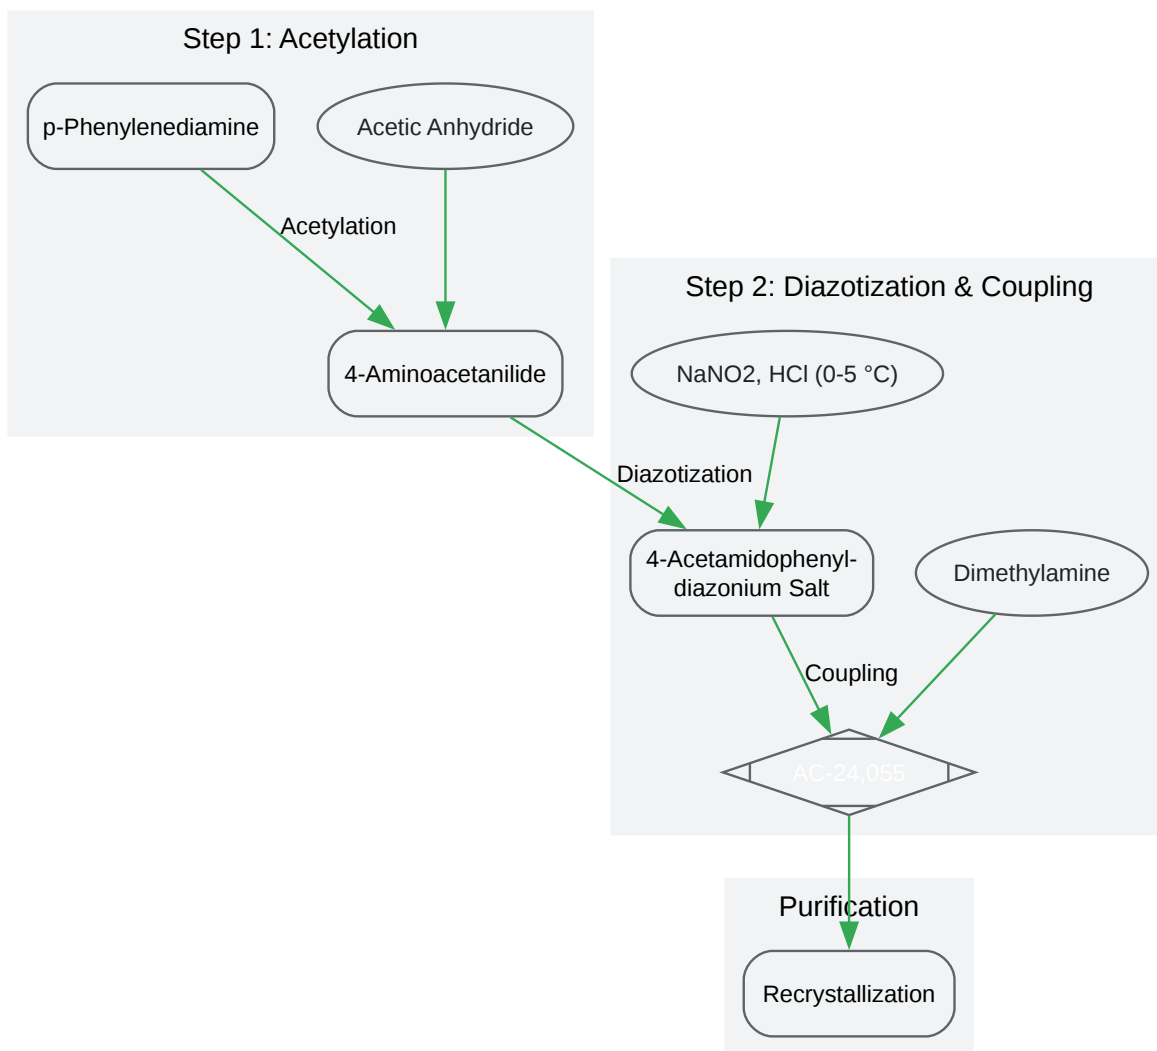 Step 1: Acetylation
p-Phenylenediamine
Acetic Anhydride
Acetylation
4-Aminoacetanilide
Step 2: Diazotization & Coupling
NaNO2, HCl (0-5 °C)
Diazotization
4-Acetamidophenyl-
diazonium Salt
Dimethylamine
Coupling
AC-24,055
Purification
Recrystallization